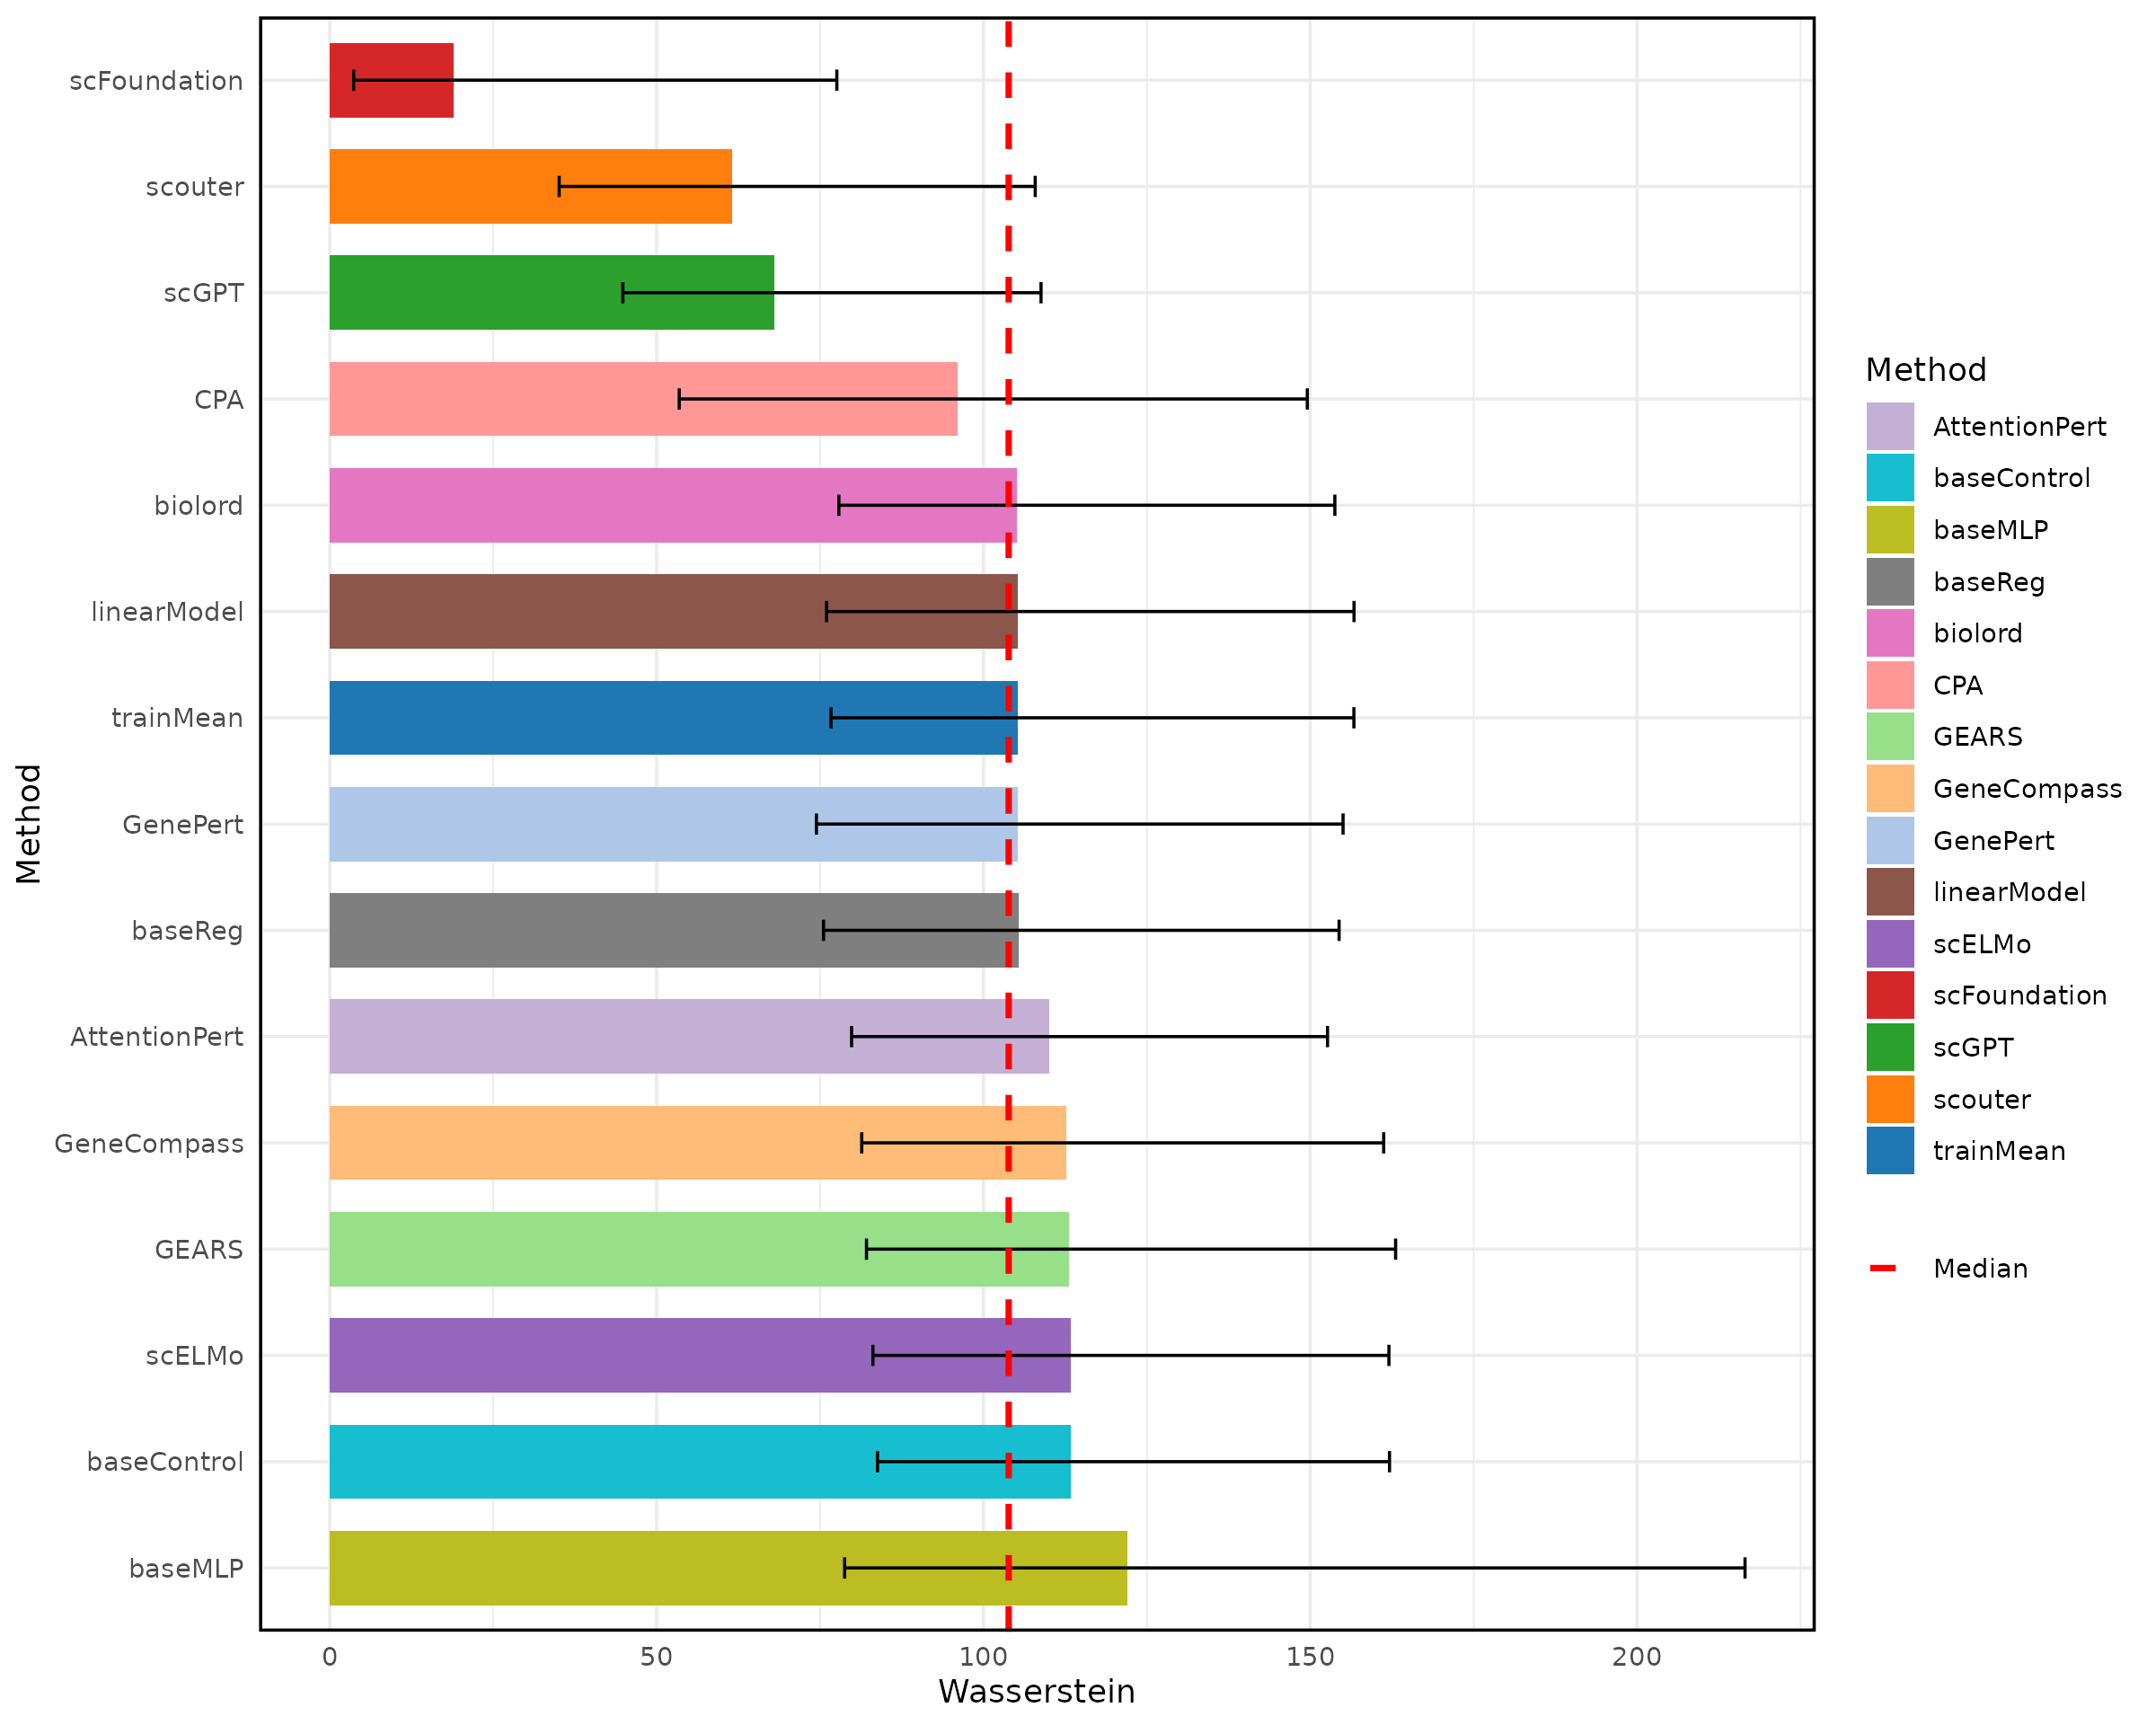 scFoundation
scouter
scGPT
CPA
biolord
linearModel
trainMean
GenePert
baseReg
AttentionPert
GeneCompass
GEARS
scELMo
baseControl
baseMLP
Method
0 50 100 150 200
Wasserstein
Method
AttentionPert
baseControl
baseMLP
baseReg
biolord
CPA
GEARS
GeneCompass
GenePert
linearModel
scELMo
scFoundation
scGPT
scouter
trainMean
Median